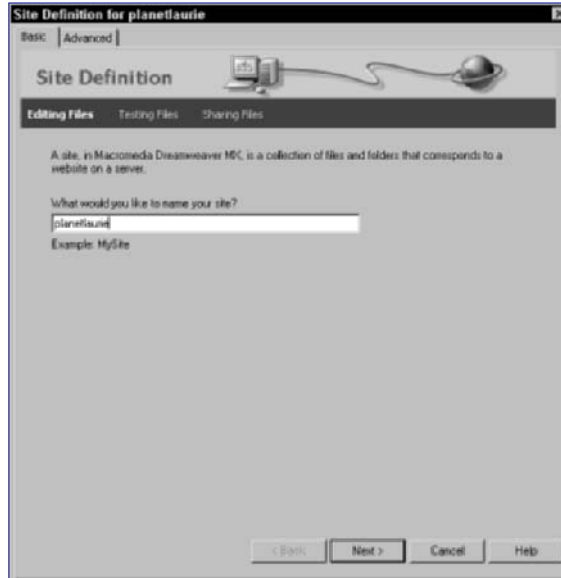 Site Definition for planetlaurie
Basic Advanced
Site Definition
Editing Files Testing Files Sharing Files
A site, in Macromedia Dreamweaver MX, is a collection of files and folders that corresponds to a
website on a server.
What would you like to name your site?
planetlaurie
Example: MySite
< Back Next > Cancel Help